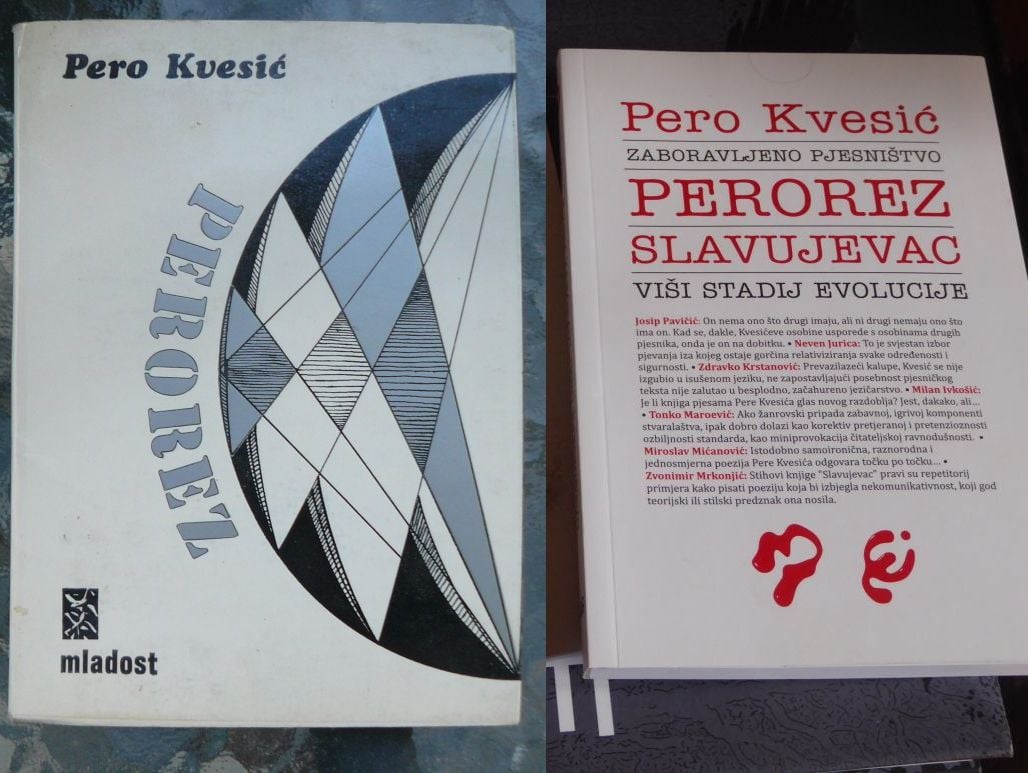 Pero Kvesić
PEROREZ
mladost
Pero Kvesić
ZABORAVLJENO PJESNIŠTVO
PEROREZ
SLAVUJEVAC
VIŠI STADIJ EVOLUCIJE
Josip Pavičić: On nema ono što drugi imaju, ali ni drugi nemaju ono što
ima on. Kad se, dakle, Kvesićeve osobine usporede s osobinama drugih
pjesnika, onda je on na dobitku. • Neven Jurica: To je svjestan izbor
pjevanja iza kojeg ostaje gorčina relativiziranja svake određenosti i
sigurnosti. • Zdravko Krstanović: Prevazilazeći kalupe, Kvesić se nije
izgubio u isušenom jeziku, ne zapostavljajući posebnost pjesničkog
teksta nije zalutao u besplodno, začahureno jezičarstvo. • Milan Ivkošić:
Je li knjiga pjesama Pere Kvesića glas novog razdoblja? Jest, dakako, ali...
• Tonko Maroević: Ako žanrovski pripada zabavnoj, igrivoj komponenti
stvaralaštva, ipak dobro dolazi kao korektiv pretjeranoj i pretenzioznosti
ozbiljnosti standarda, kao miniprovokacija čitateljskoj ravnodušnosti. •
Miroslav Mićanović: Istodobno samoironična, raznorodna i
jednosmjerna poezija Pere Kvesića odgovara točku po točku... •
Zvonimir Mrkonjić: Stihovi knjige "Slavujevac" pravi su repetitorij
primjera kako pisati poeziju koja bi izbjegla nekomunikativnost, koji god
teorijski ili stilski predznak ona nosila.